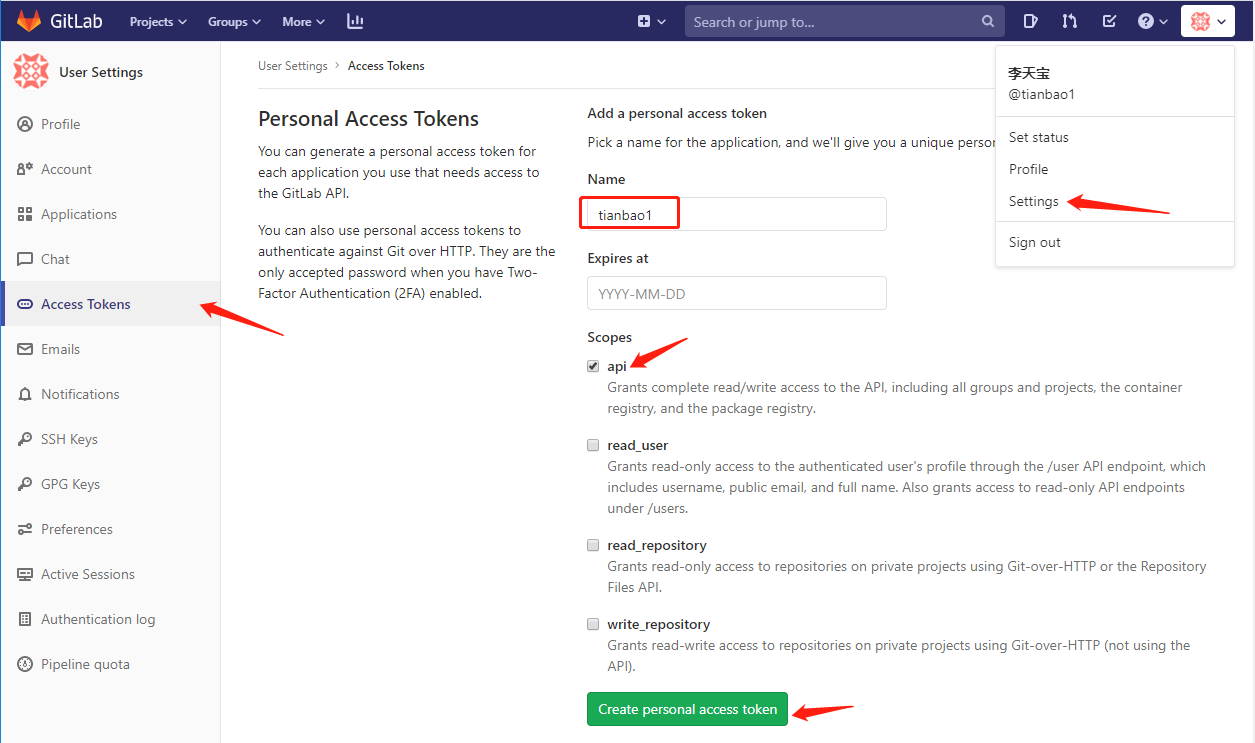 GitLab
Projects
Groups
More
Search or jump to...
李天宝
@tianbao1
Set status
Profile
Settings
Sign out
User Settings
Profile
Account
Applications
Chat
Access Tokens
Emails
Notifications
SSH Keys
GPG Keys
Preferences
Active Sessions
Authentication log
Pipeline quota
User Settings > Access Tokens
Personal Access Tokens
You can generate a personal access token for
each application you use that needs access to
the GitLab API.
You can also use personal access tokens to
authenticate against Git over HTTP. They are the
only accepted password when you have Two-
Factor Authentication (2FA) enabled.
Add a personal access token
Pick a name for the application, and we'll give you a unique
Name
tianbao1
Expires at
YYYY-MM-DD
Scopes
api
Grants complete read/write access to the API, including all groups and projects, the container
registry, and the package registry.
read_user
Grants read-only access to the authenticated user's profile through the /user API endpoint, which
includes username, public email, and full name. Also grants access to read-only API endpoints
under /users.
read_repository
Grants read-only access to repositories on private projects using Git-over-HTTP or the Repository
Files API.
write_repository
Grants read-write access to repositories on private projects using Git-over-HTTP (not using the
API).
Create personal access token